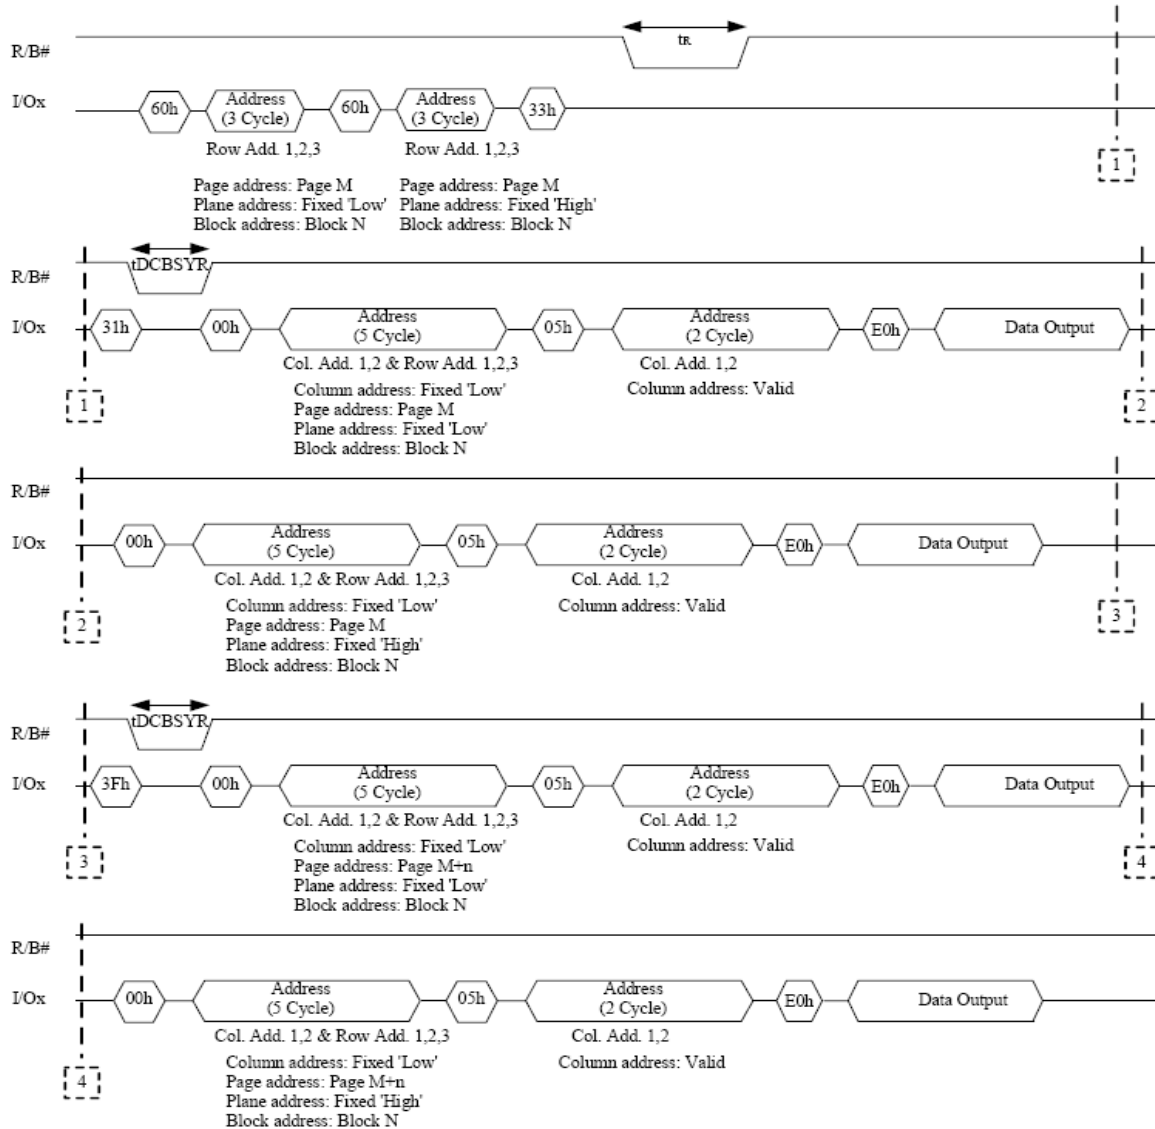 R/B#
tR
I/Ox
60h
Address
(3 Cycle)
60h
Address
(3 Cycle)
33h
Row Add. 1,2,3
Row Add. 1,2,3
Page address: Page M
Plane address: Fixed 'Low'
Block address: Block N
Page address: Page M
Plane address: Fixed 'High'
Block address: Block N
1
R/B#
tDCBSYR
I/Ox
31h
00h
Address
(5 Cycle)
05h
Address
(2 Cycle)
E0h
Data Output
Col. Add. 1,2 & Row Add. 1,2,3
Col. Add. 1,2
Column address: Fixed 'Low'
Page address: Page M
Plane address: Fixed 'Low'
Block address: Block N
Column address: Valid
1
2
R/B#
I/Ox
00h
Address
(5 Cycle)
05h
Address
(2 Cycle)
E0h
Data Output
Col. Add. 1,2 & Row Add. 1,2,3
Col. Add. 1,2
Column address: Fixed 'Low'
Page address: Page M
Plane address: Fixed 'High'
Block address: Block N
Column address: Valid
2
3
R/B#
tDCBSYR
I/Ox
3Fh
00h
Address
(5 Cycle)
05h
Address
(2 Cycle)
E0h
Data Output
Col. Add. 1,2 & Row Add. 1,2,3
Col. Add. 1,2
Column address: Fixed 'Low'
Page address: Page M+n
Plane address: Fixed 'Low'
Block address: Block N
Column address: Valid
3
4
R/B#
I/Ox
00h
Address
(5 Cycle)
05h
Address
(2 Cycle)
E0h
Data Output
Col. Add. 1,2 & Row Add. 1,2,3
Col. Add. 1,2
Column address: Fixed 'Low'
Page address: Page M+n
Plane address: Fixed 'High'
Block address: Block N
Column address: Valid
4